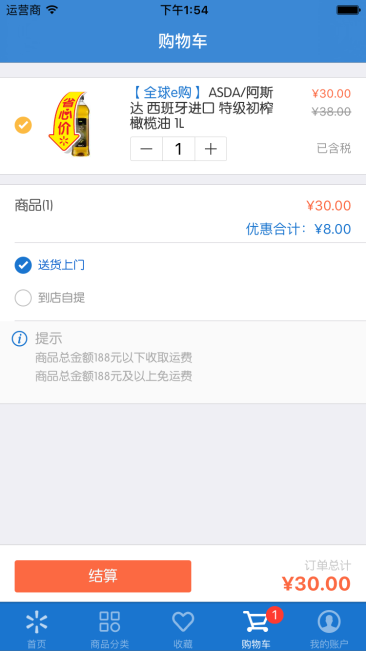 运营商 下午1:54
购物车
省心价
【 全球e购 】ASDA/阿斯
达 西班牙进口 特级初榨
橄榄油 1L
¥30.00
¥38.00
— 1 +
已含税
商品(1) ¥30.00
优惠合计：¥8.00
送货上门
到店自提
提示
商品总金额188元以下收取运费
商品总金额188元及以上免运费
结算
订单总计
¥30.00
1
首页 商品分类 收藏 购物车 我的账户